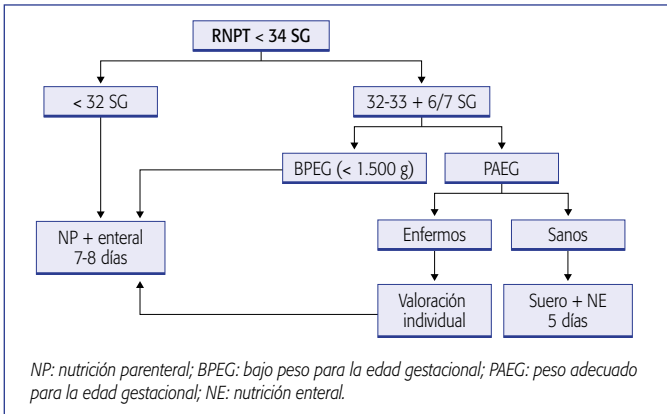 RNPT < 34 SG
< 32 SG
32-33 + 6/7 SG
BPEG (< 1.500 g)
PAEG
NP + enteral
7-8 días
Enfermos
Sanos
Valoración
individual
Suero + NE
5 días
NP: nutrición parenteral; BPEG: bajo peso para la edad gestacional; PAEG: peso adecuado
para la edad gestacional; NE: nutrición enteral.